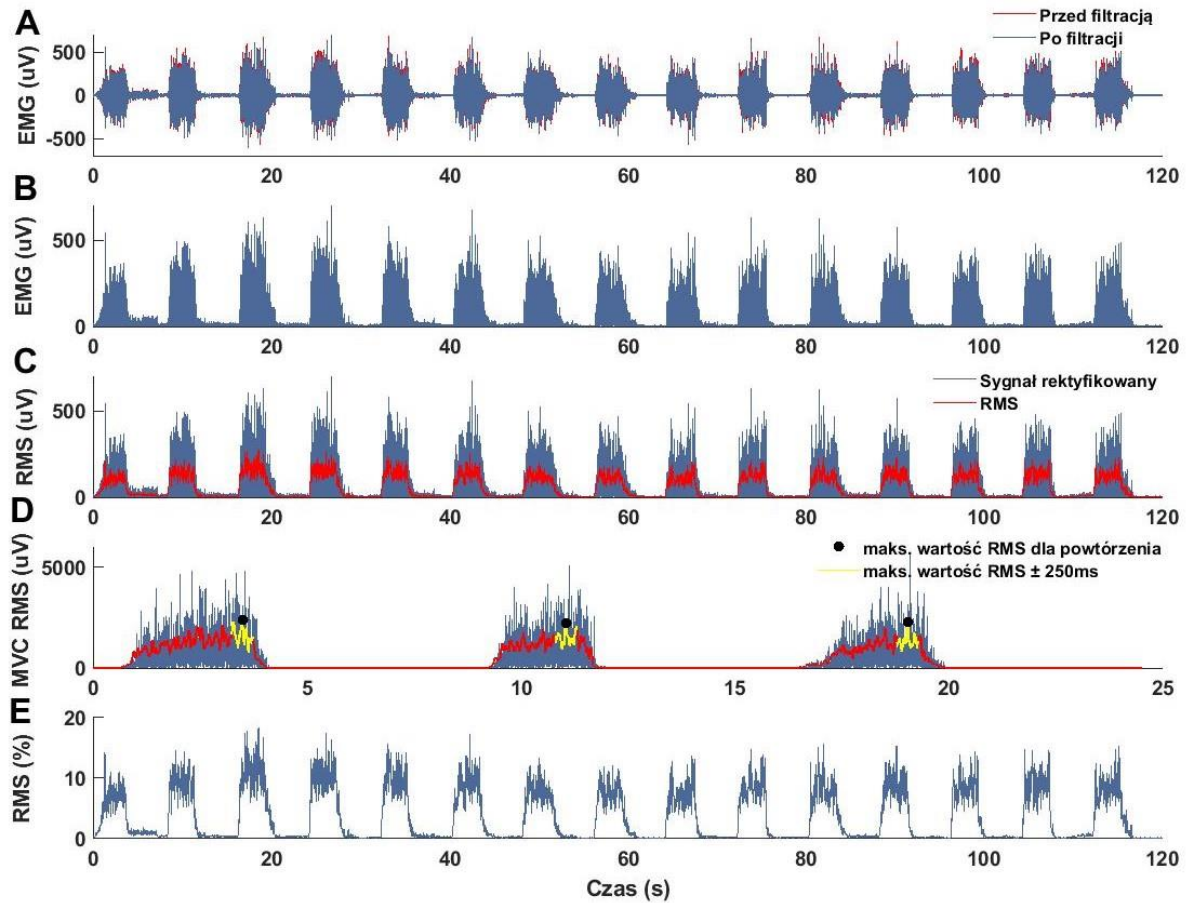 A
Przed filtracją
Po filtracji
EMG (uV)
500
0
-500
0 20 40 60 80 100 120
B
EMG (uV)
500
0
0 20 40 60 80 100 120
C
Sygnał rektyfikowany
RMS
RMS (uV)
500
0
0 20 40 60 80 100 120
D
maks. wartość RMS dla powtórzenia
maks. wartość RMS ± 250ms
MVC RMS (uV)
5000
0
0 5 10 15 20 25
E
RMS (%)
20
10
0
0 20 40 60 80 100 120
Czas (s)